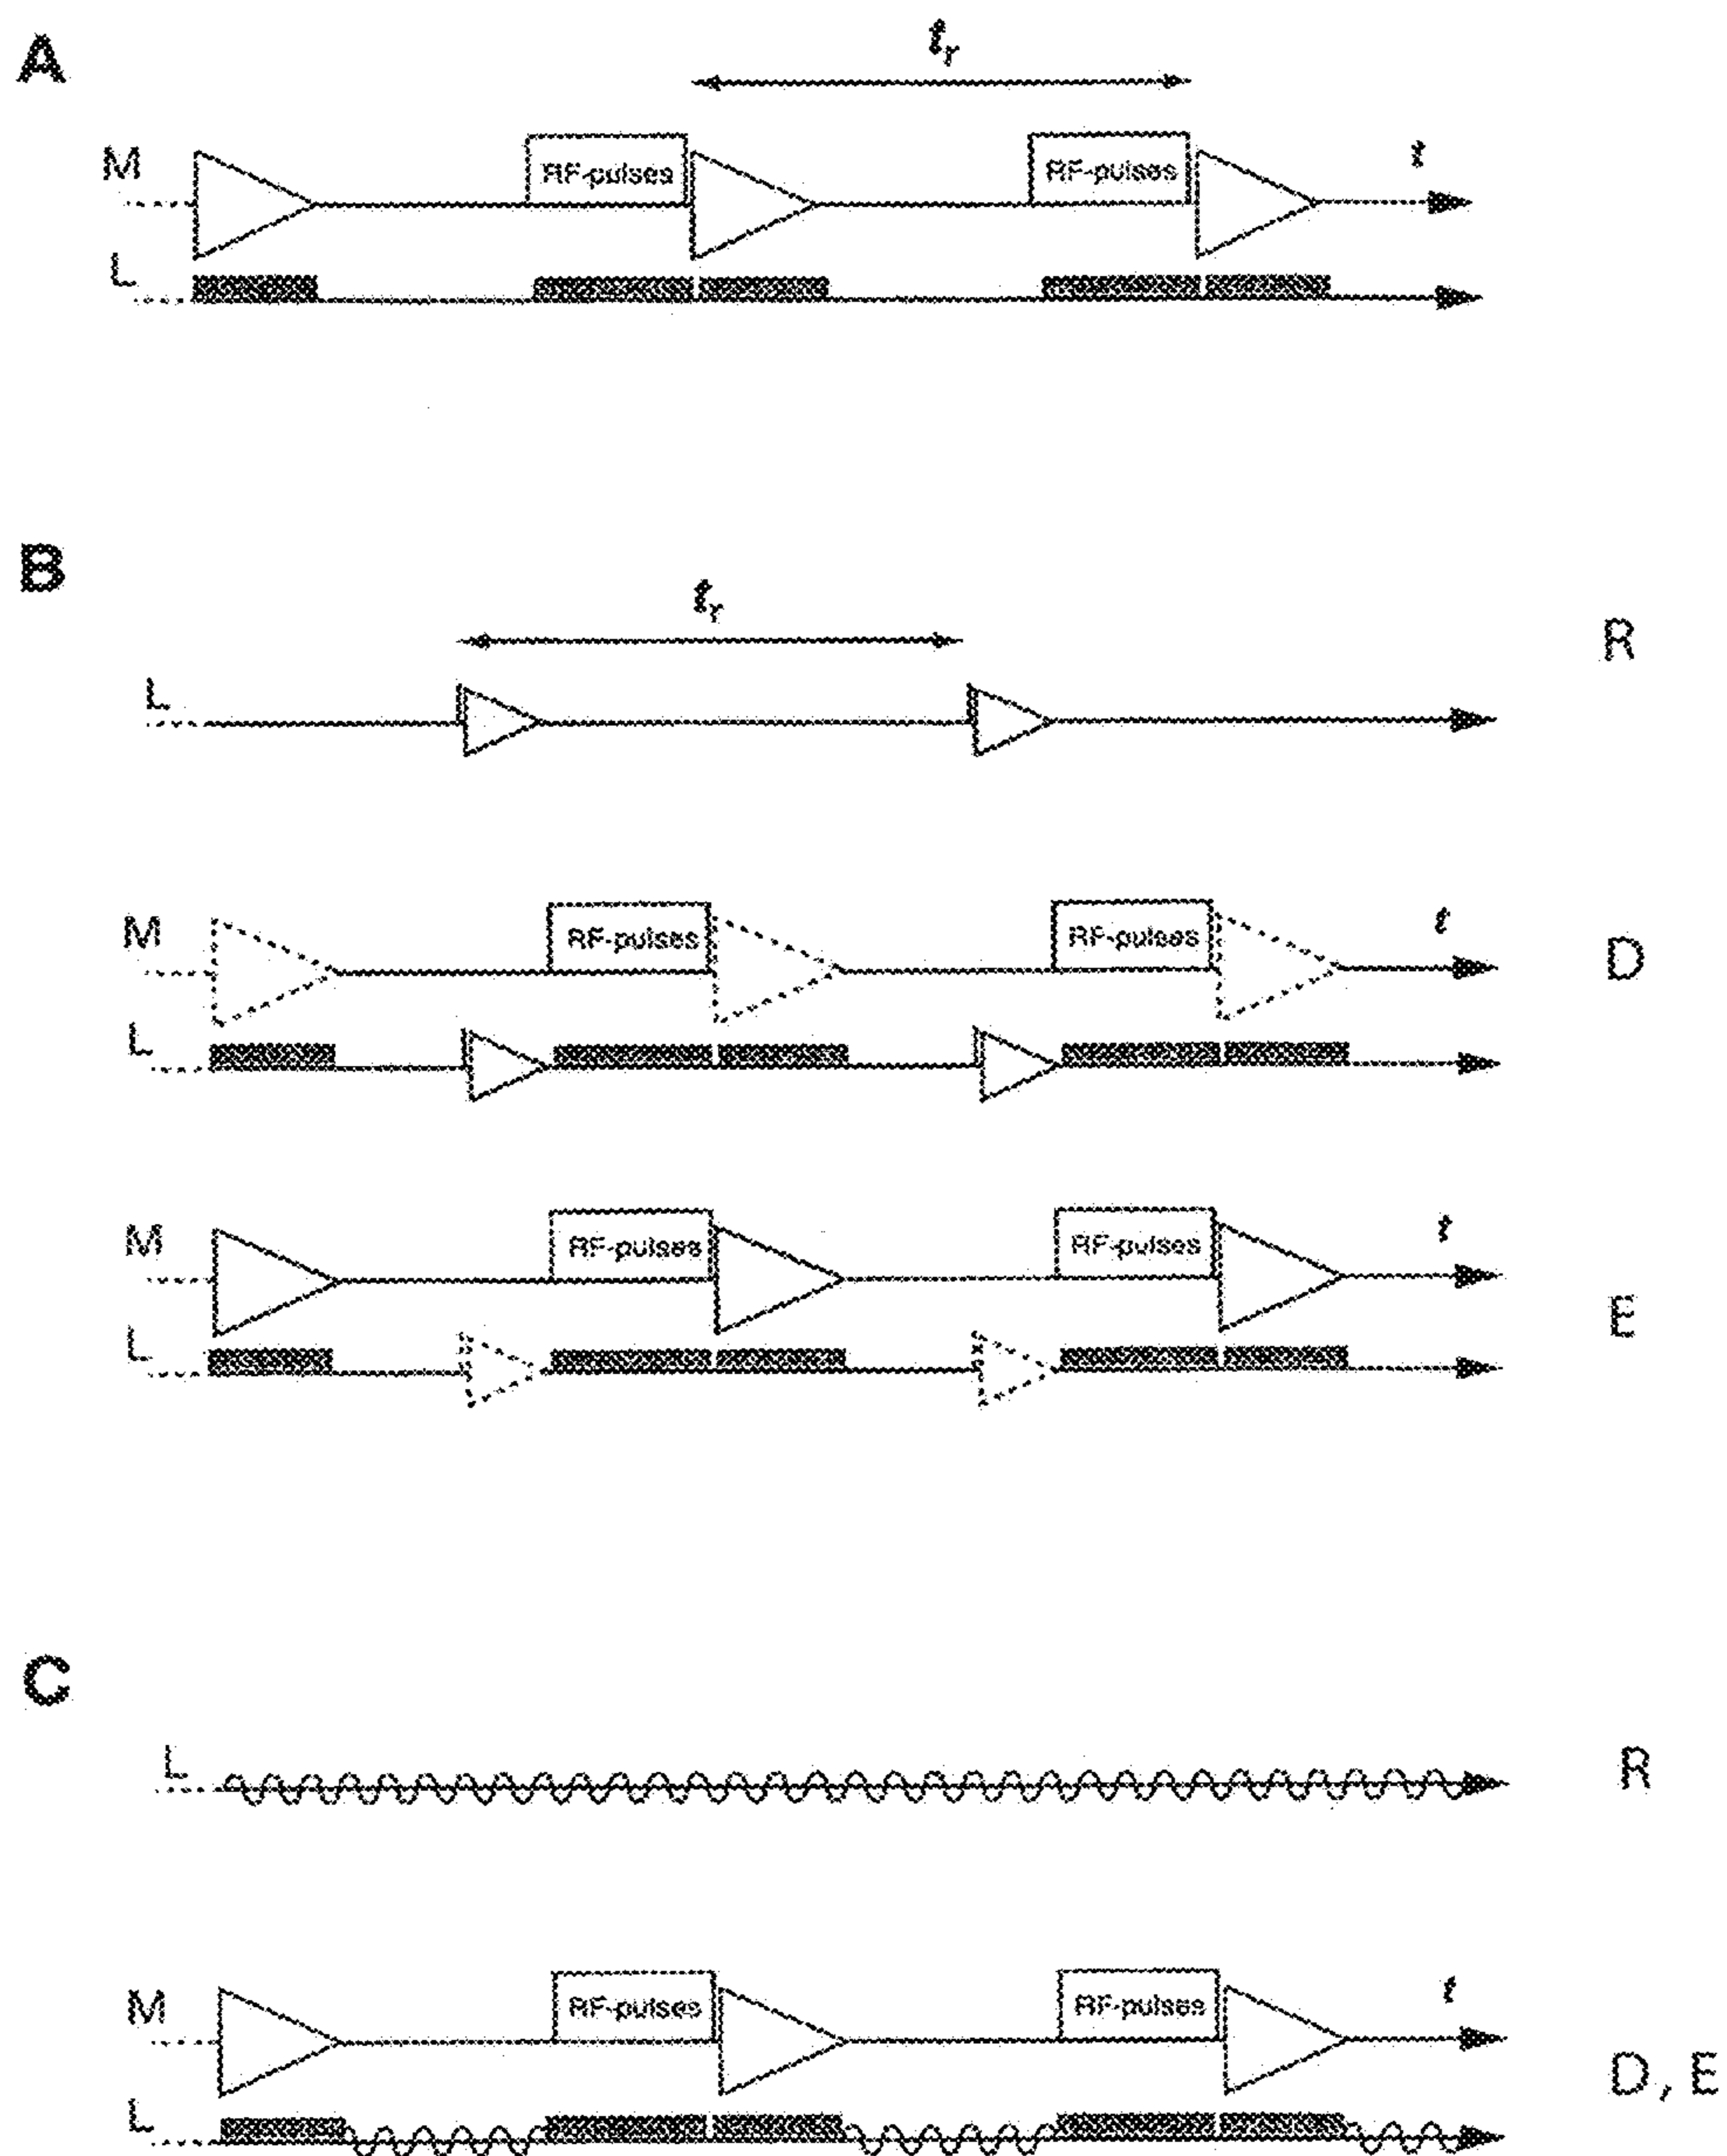 A
t_r
M RF-pulses RF-pulses t
L
B
t_r
R
L
M RF-pulses RF-pulses t
D
L
M RF-pulses RF-pulses t
E
L
C
L R
M RF-pulses RF-pulses t
D, E
L